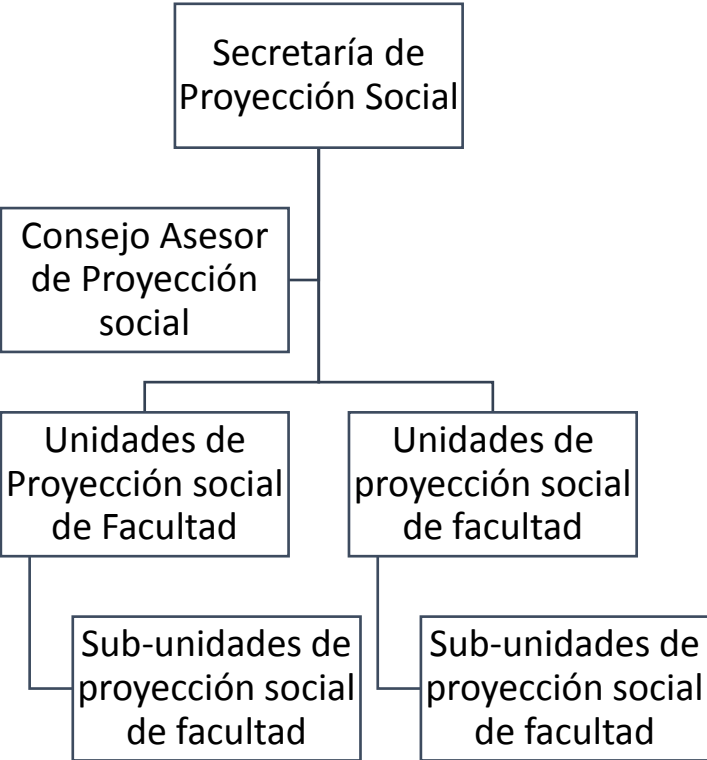 Secretaría de
Proyección Social
Consejo Asesor
de Proyección
social
Unidades de
Proyección social
de Facultad
Unidades de
proyección social
de facultad
Sub-unidades de
proyección social
de facultad
Sub-unidades de
proyección social
de facultad